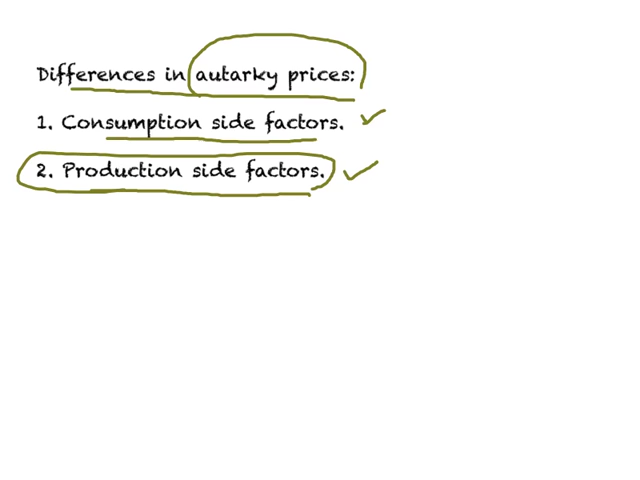 Differences in autarky prices:
1. Consumption side factors.
2. Production side factors.